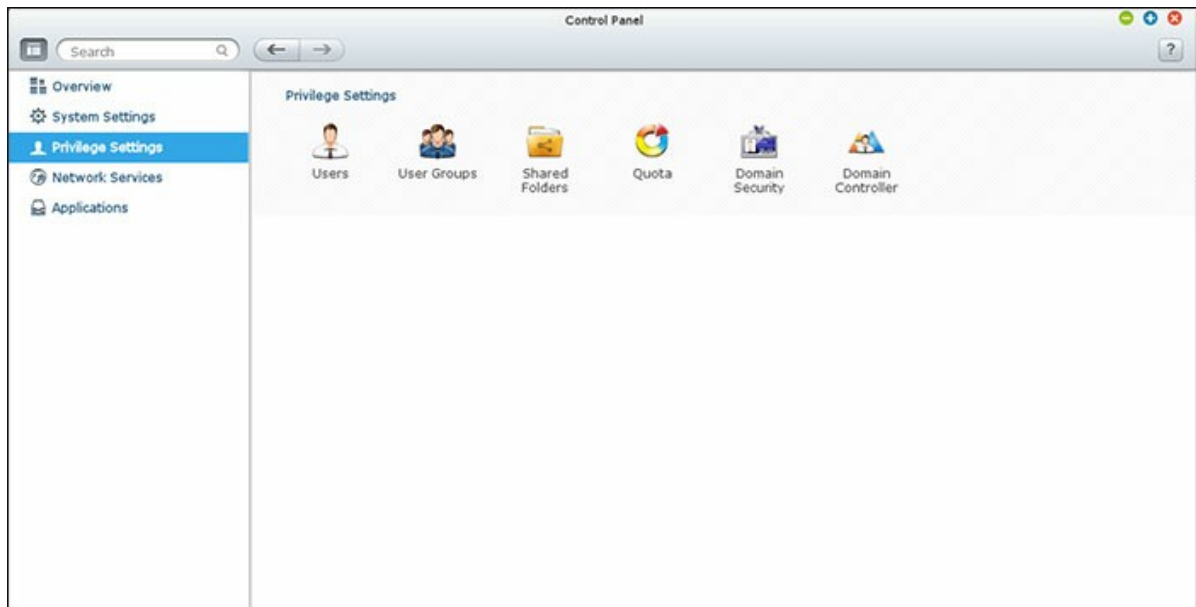 Control Panel
Search
?
Overview
System Settings
Privilege Settings
Network Services
Applications
Privilege Settings
Users
User Groups
Shared
Folders
Quota
Domain
Security
Domain
Controller